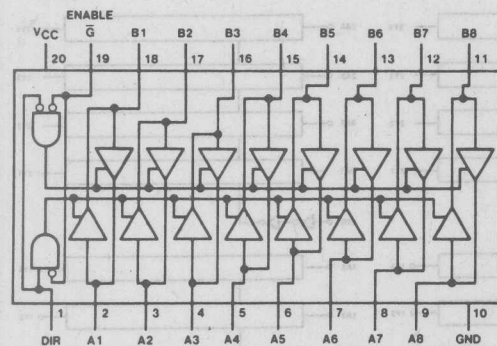 ENABLE
VCC G̅ B1 B2 B3 B4 B5 B6 B7 B8
20 19 18 17 16 15 14 13 12 11
1 2 3 4 5 6 7 8 9 10
DIR A1 A2 A3 A4 A5 A6 A7 A8 GND